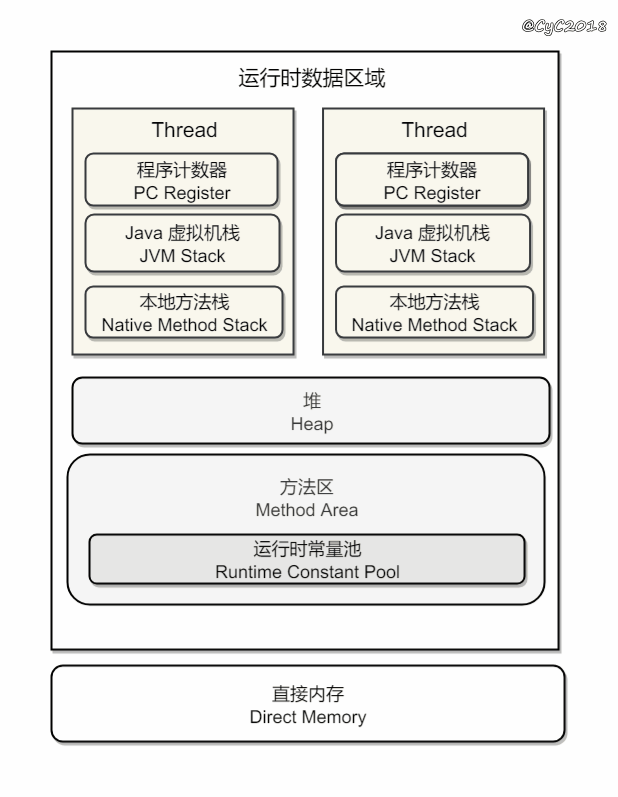 @CyC2018
运行时数据区域
Thread
程序计数器
PC Register
Java 虚拟机栈
JVM Stack
本地方法栈
Native Method Stack
Thread
程序计数器
PC Register
Java 虚拟机栈
JVM Stack
本地方法栈
Native Method Stack
堆
Heap
方法区
Method Area
运行时常量池
Runtime Constant Pool
直接内存
Direct Memory